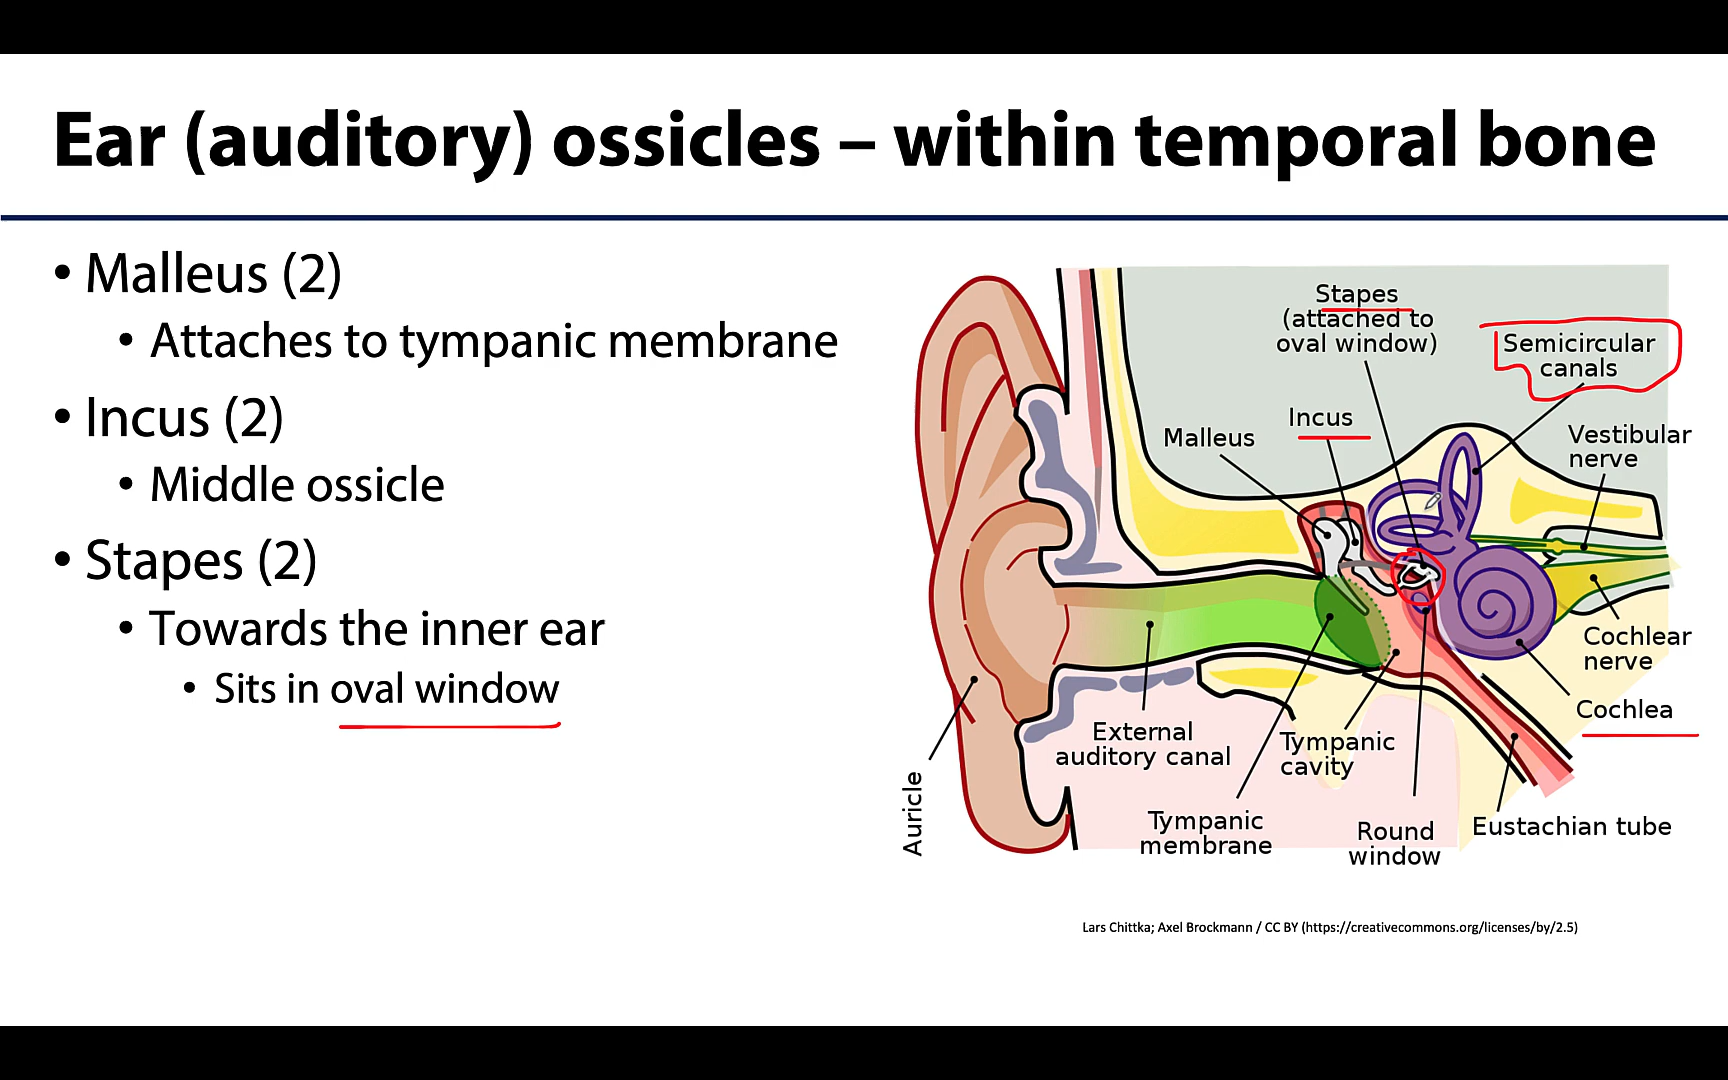 Ear (auditory) ossicles – within temporal bone
• Malleus (2)
• Attaches to tympanic membrane
• Incus (2)
• Middle ossicle
• Stapes (2)
• Towards the inner ear
• Sits in oval window
Stapes
(attached to
oval window)
Semicircular
canals
Incus
Malleus
Vestibular
nerve
Cochlear
nerve
Cochlea
External
auditory canal
Tympanic
cavity
Auricle
Tympanic
membrane
Round
window
Eustachian tube
Lars Chittka; Axel Brockmann / CC BY (https://creativecommons.org/licenses/by/2.5)